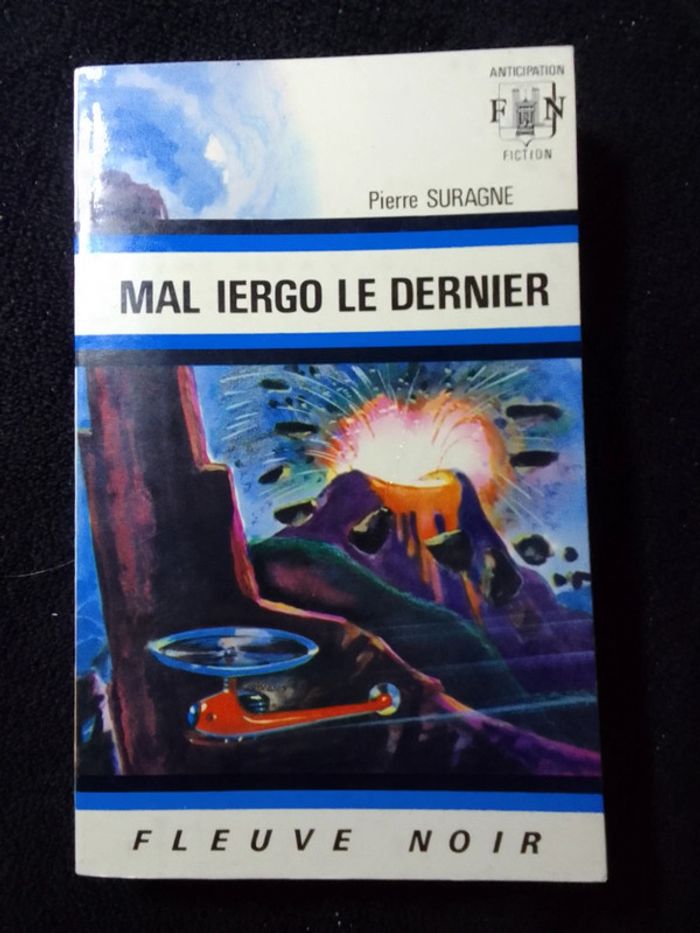 ANTICIPATION
F N
FICTION
Pierre SURAGNE
MAL IERGO LE DERNIER
FLEUVE NOIR